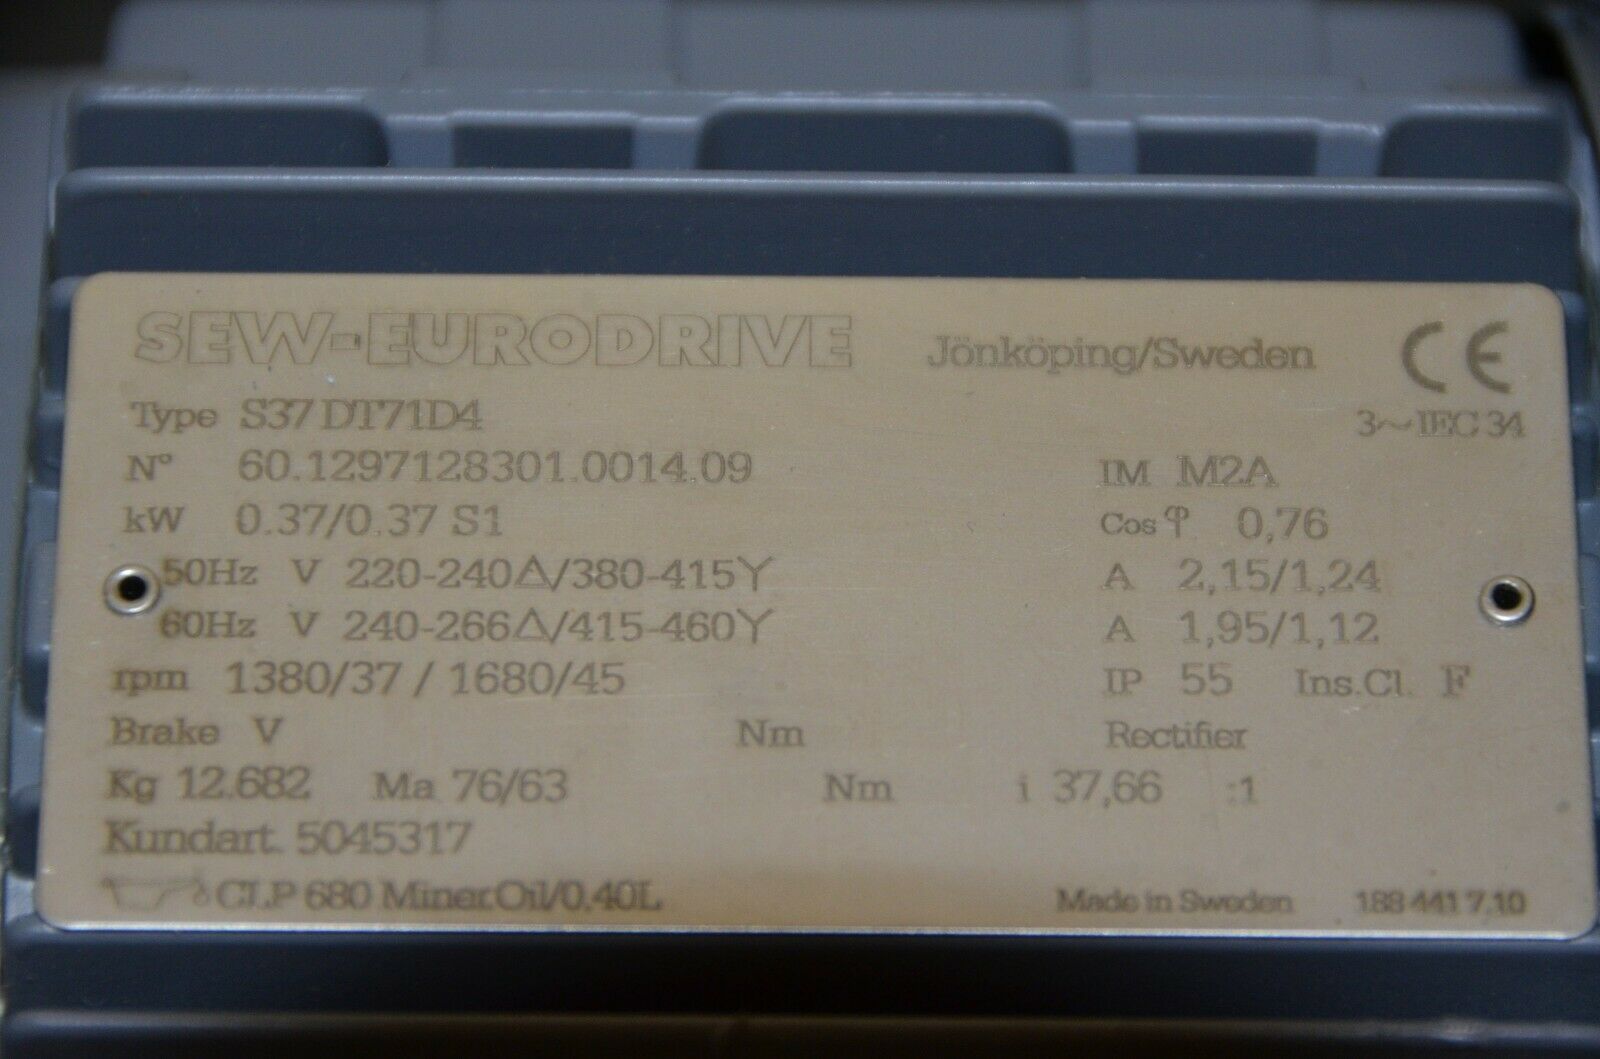 SEW-EURODRIVE Jönköping/Sweden CE
Type S37 DT71D4 3~IEC 34
N° 60.1297128301.0014.09 IM M2A
kW 0.37/0.37 S1 Cos φ 0,76
50Hz V 220-240△/380-415Y A 2,15/1,24
60Hz V 240-266△/415-460Y A 1,95/1,12
rpm 1380/37 / 1680/45 IP 55 Ins.Cl. F
Brake V Nm Rectifier
Kg 12.682 Ma 76/63 Nm i 37,66 :1
Kundart. 5045317
CLP 680 Miner.Oil/0.40L Made in Sweden 188 441 7.10